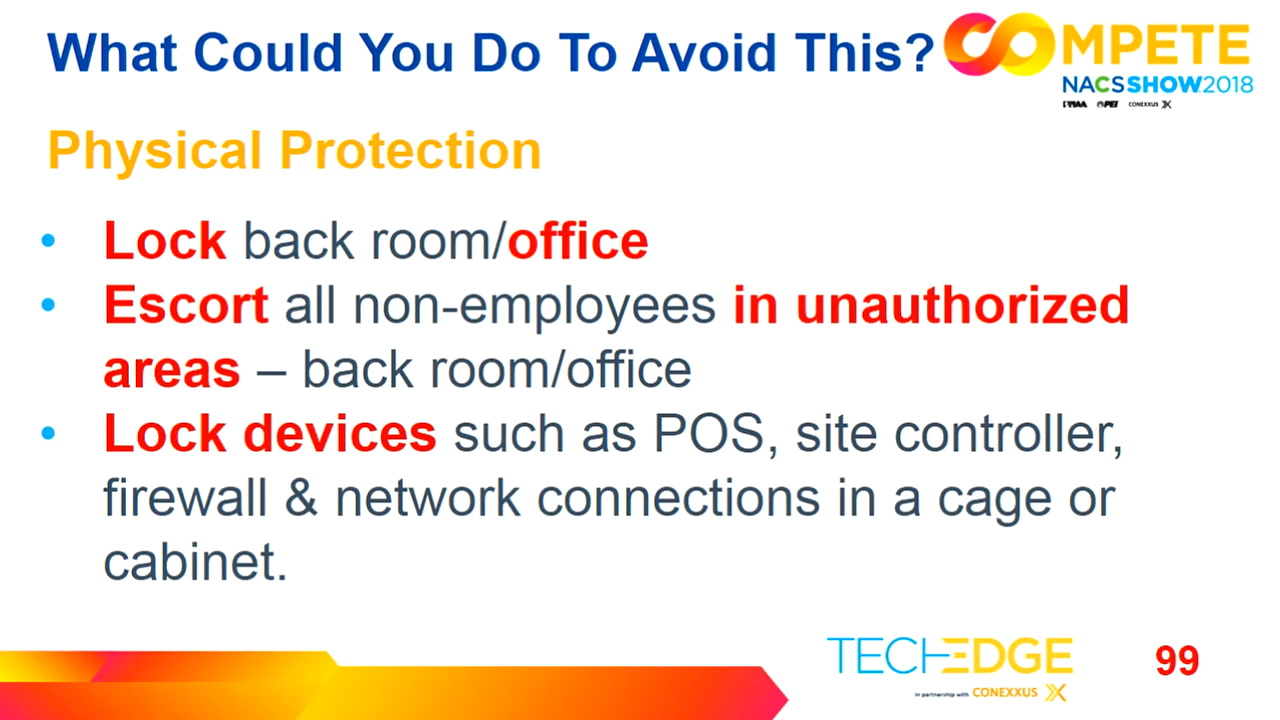 What Could You Do To Avoid This?
COMPETE
NACSSHOW2018
PEI CONEXXUS
Physical Protection
• Lock back room/office
• Escort all non-employees in unauthorized
areas – back room/office
• Lock devices such as POS, site controller,
firewall & network connections in a cage or
cabinet.
TECHEDGE
in partnership with CONEXXUS
99